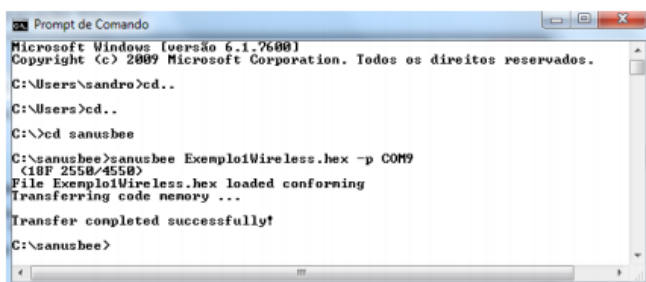 Prompt de Comando
Microsoft Windows [versão 6.1.7600]
Copyright (c) 2009 Microsoft Corporation. Todos os direitos reservados.
C:\Users\sandro>cd..
C:\Users>cd..
C:\>cd sanusbee
C:\sanusbee>sanusbee Exemplo1Wireless.hex -p COM9
(18F 2550/4550)
File Exemplo1Wireless.hex loaded conforming
Transferring code memory ...
Transfer completed successfully!
C:\sanusbee>